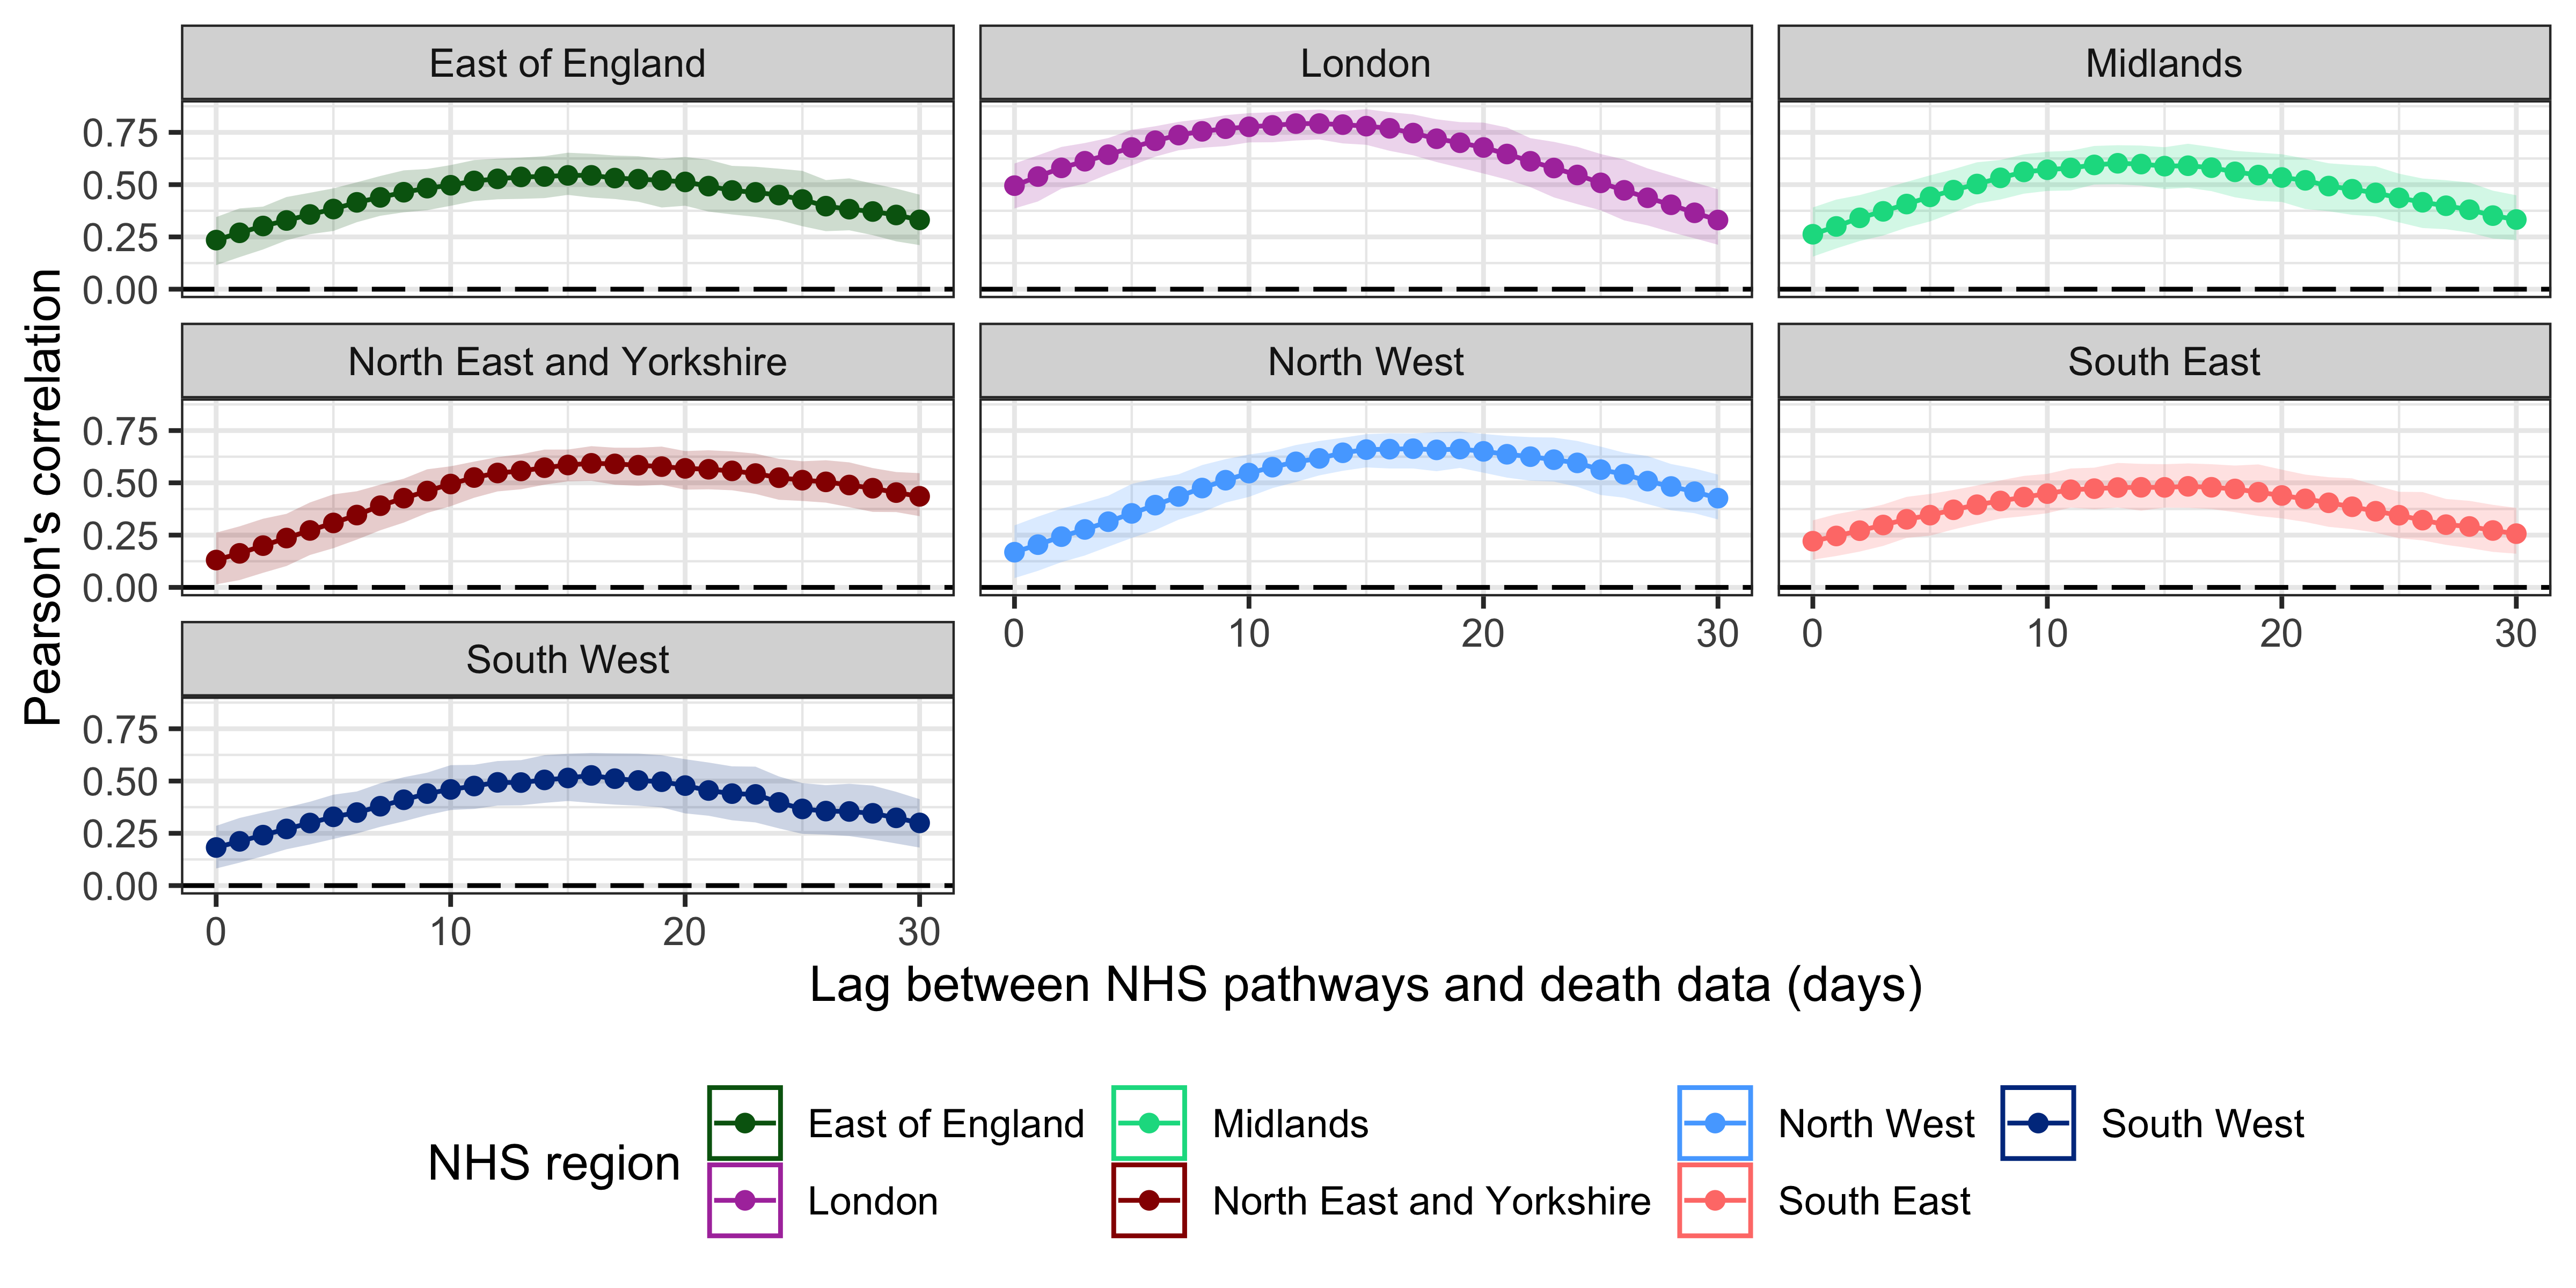 East of England
London
Midlands
0.75
0.50
0.25
0.00
North East and Yorkshire
North West
South East
0.75
0.50
0.25
0.00
0 10 20 30
0 10 20 30
South West
0.75
0.50
0.25
0.00
0 10 20 30
Pearson's correlation
Lag between NHS pathways and death data (days)
NHS region
East of England
London
Midlands
North East and Yorkshire
North West
South East
South West